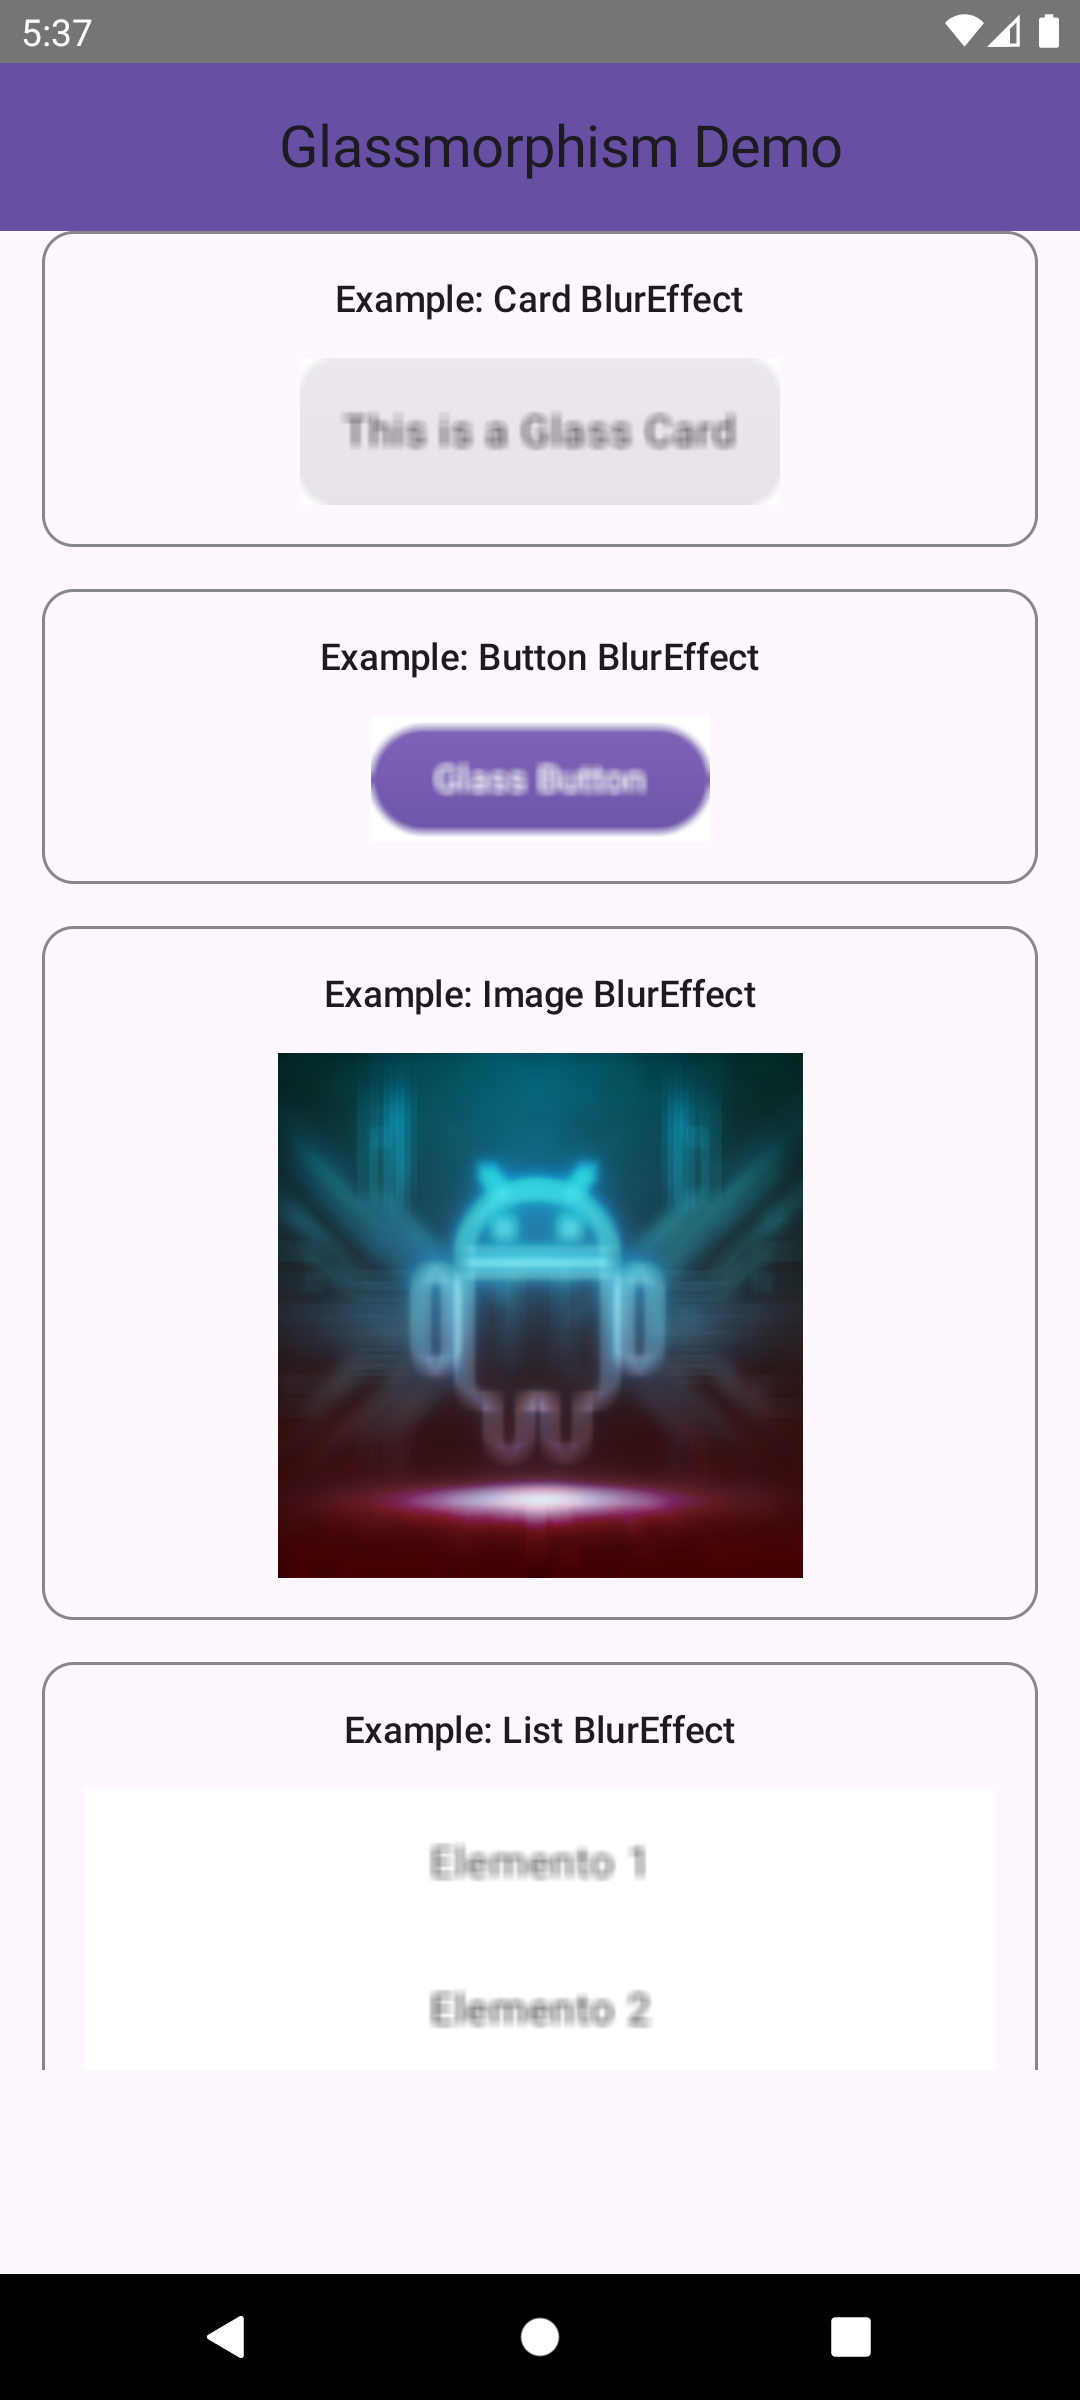 5:37
Glassmorphism Demo
Example: Card BlurEffect
This is a Glass Card
Example: Button BlurEffect
Glass Button
Example: Image BlurEffect
Example: List BlurEffect
Elemento 1
Elemento 2